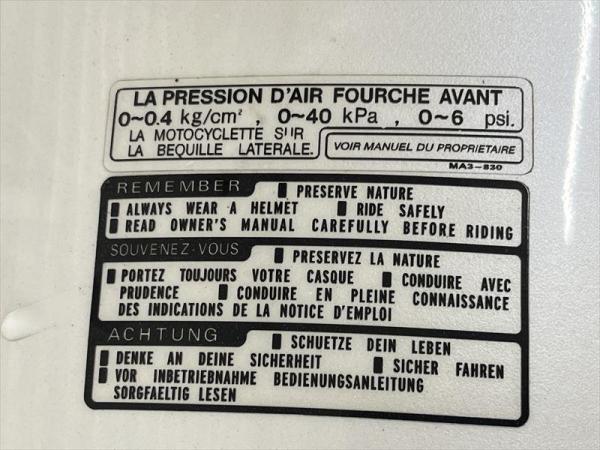 LA PRESSION D'AIR FOURCHE AVANT
0~0.4 kg/cm², 0~40 kPa, 0~6 psi.
LA MOTOCYCLETTE SUR
LA BEQUILLE LATERALE.
VOIR MANUEL DU PROPRIETAIRE
MA3-830
REMEMBER ▮ PRESERVE NATURE
▮ ALWAYS WEAR A HELMET ▮ RIDE SAFELY
▮ READ OWNER'S MANUAL CAREFULLY BEFORE RIDING
SOUVENEZ-VOUS ▮ PRESERVEZ LA NATURE
▮ PORTEZ TOUJOURS VOTRE CASQUE ▮ CONDUIRE AVEC
PRUDENCE ▮ CONDUIRE EN PLEINE CONNAISSANCE
DES INDICATIONS DE LA NOTICE D'EMPLOI
ACHTUNG ▮ SCHUETZE DEIN LEBEN
▮ DENKE AN DEINE SICHERHEIT ▮ SICHER FAHREN
▮ VOR INBETRIEBNAHME BEDIENUNGSANLEITUNG
SORGFAELTIG LESEN